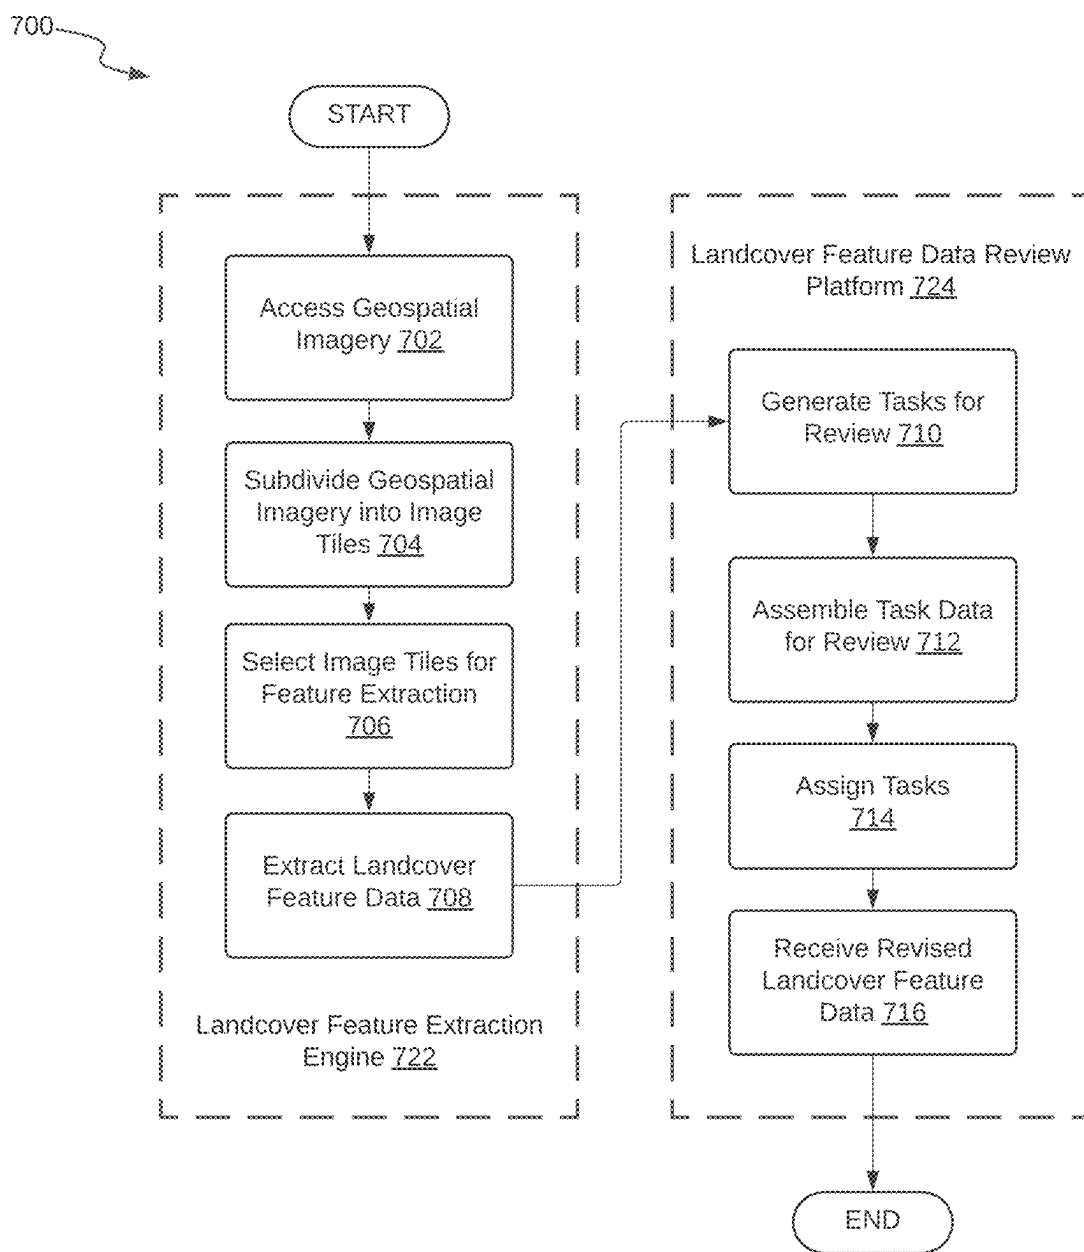 700
START
Access Geospatial
Imagery 702
Subdivide Geospatial
Imagery into Image
Tiles 704
Select Image Tiles for
Feature Extraction
706
Extract Landcover
Feature Data 708
Landcover Feature Extraction
Engine 722
Landcover Feature Data Review
Platform 724
Generate Tasks for
Review 710
Assemble Task Data
for Review 712
Assign Tasks
714
Receive Revised
Landcover Feature
Data 716
END